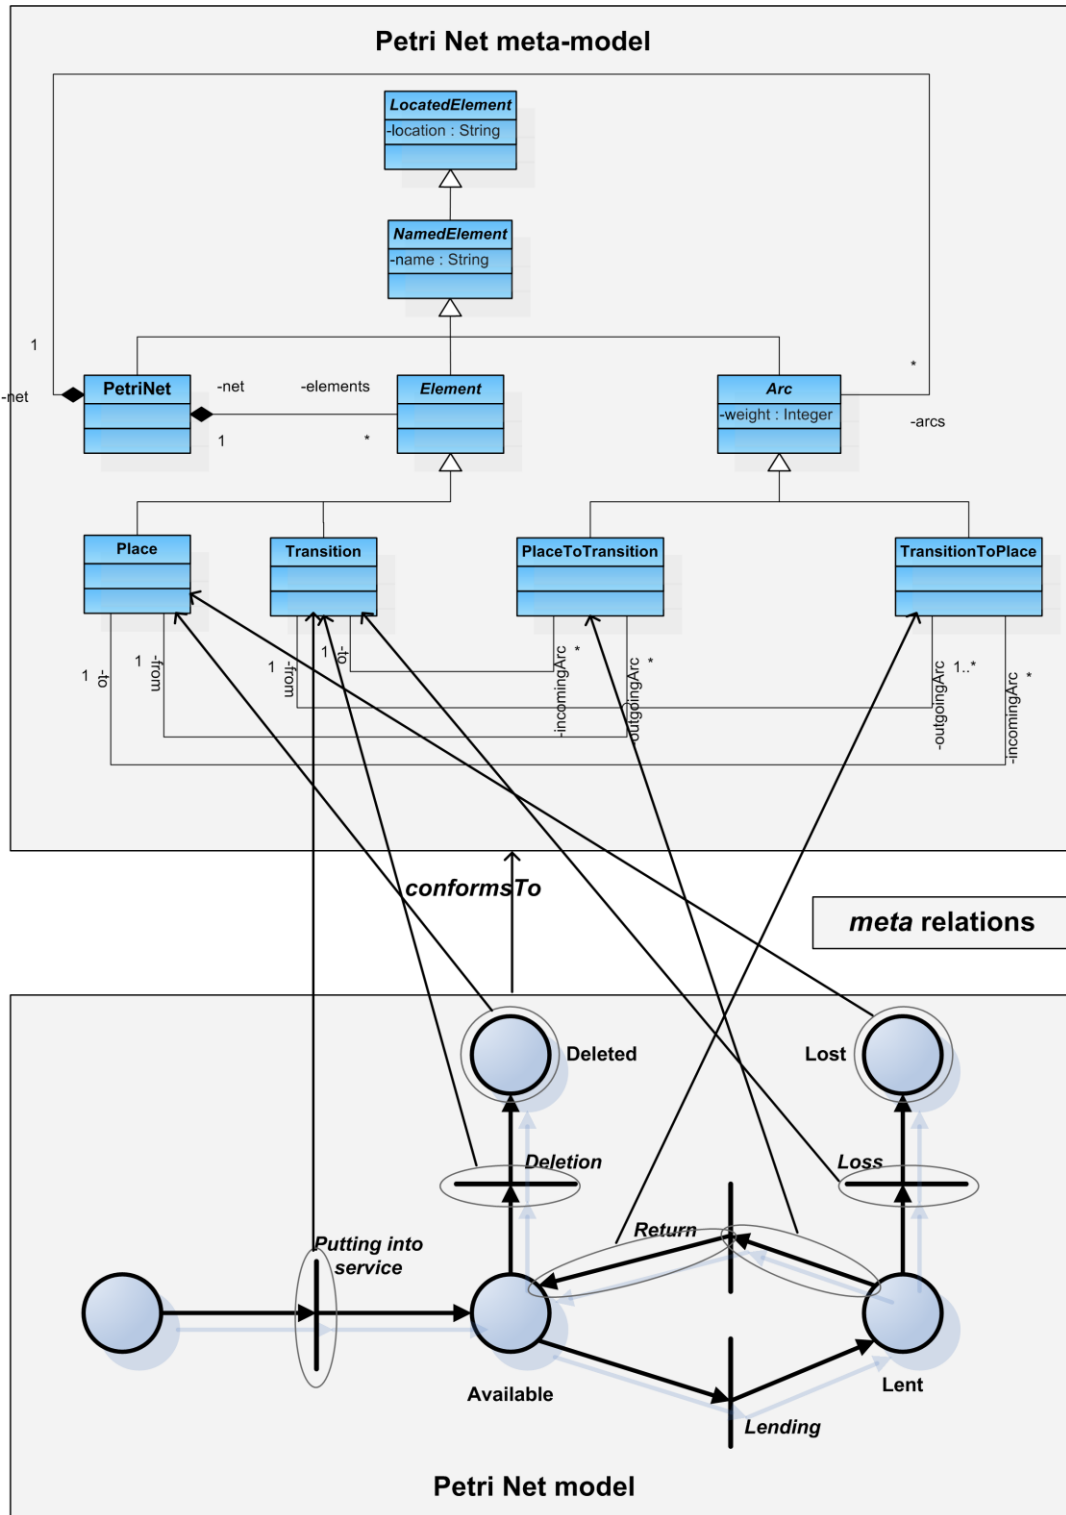 Petri Net meta-model
LocatedElement
-location : String
NamedElement
-name : String
1
-net
PetriNet
-net
-elements
1
*
Element
Arc
-weight : Integer
*
-arcs
Place
Transition
PlaceToTransition
TransitionToPlace
1
-to
1
-from
1
-from
1
-to
-incomingArc
*
-outgoingArc
*
-outgoingArc
1..*
-incomingArc
*
conformsTo
meta relations
Deleted
Lost
Deletion
Loss
Return
Putting into
service
Available
Lent
Lending
Petri Net model